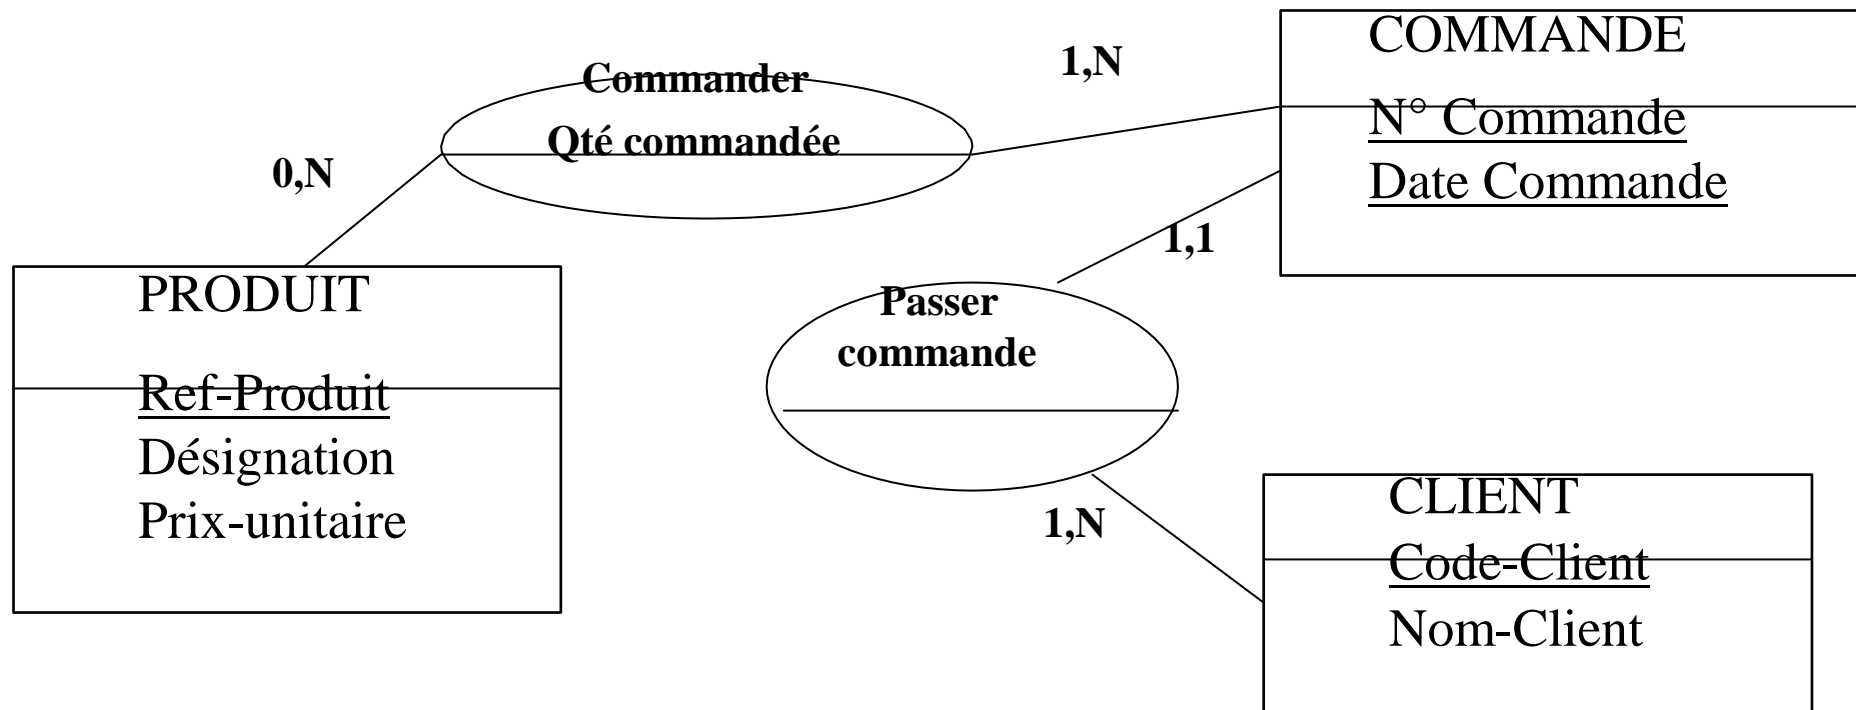 COMMANDE
1,N
Commander
N° Commande
Qté commandée
0,N
Date Commande
1,1
PRODUIT
Passer
commande
Ref-Produit
Désignation
Prix-unitaire
CLIENT
1,N
Code-Client
Nom-Client